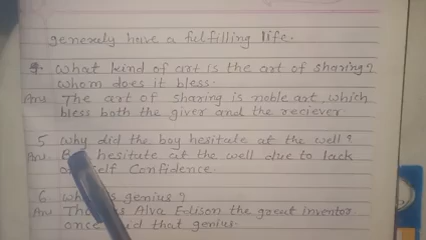 generely have a fulfilling life.
4. What kind of art is the art of sharing?
whom does it bless.
Ans The art of sharing is noble art, which
bless both the giver and the reciever
5 why did the boy hesitate at the well?
Ans. hesitate at the well due to lack
self Confidence.
6 genius?
Ans Alva Edison the great inventor
once that genius